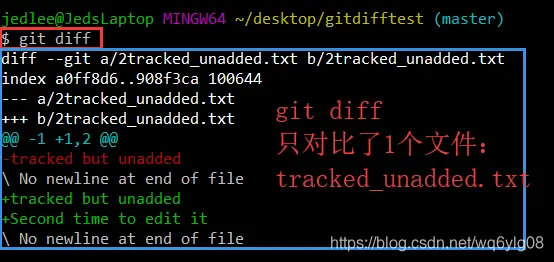 jedlee@JedsLaptop MINGW64 ~/desktop/gitdifftest (master)
$ git diff
diff --git a/2tracked_unadded.txt b/2tracked_unadded.txt
index a0ff8d6..908f3ca 100644
--- a/2tracked_unadded.txt
+++ b/2tracked_unadded.txt
@@ -1 +1,2 @@
-tracked but unadded
\ No newline at end of file
+tracked but unadded
+Second time to edit it
\ No newline at end of file
git diff
只对比了1个文件:
tracked_unadded.txt
https://blog.csdn.net/wq6ylg08